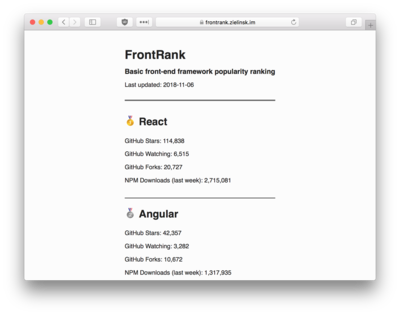 frontrank.zielinsk.im
FrontRank
Basic front-end framework popularity ranking
Last updated: 2018-11-06
React
GitHub Stars: 114,838
GitHub Watching: 6,515
GitHub Forks: 20,727
NPM Downloads (last week): 2,715,081
Angular
GitHub Stars: 42,357
GitHub Watching: 3,282
GitHub Forks: 10,672
NPM Downloads (last week): 1,317,935